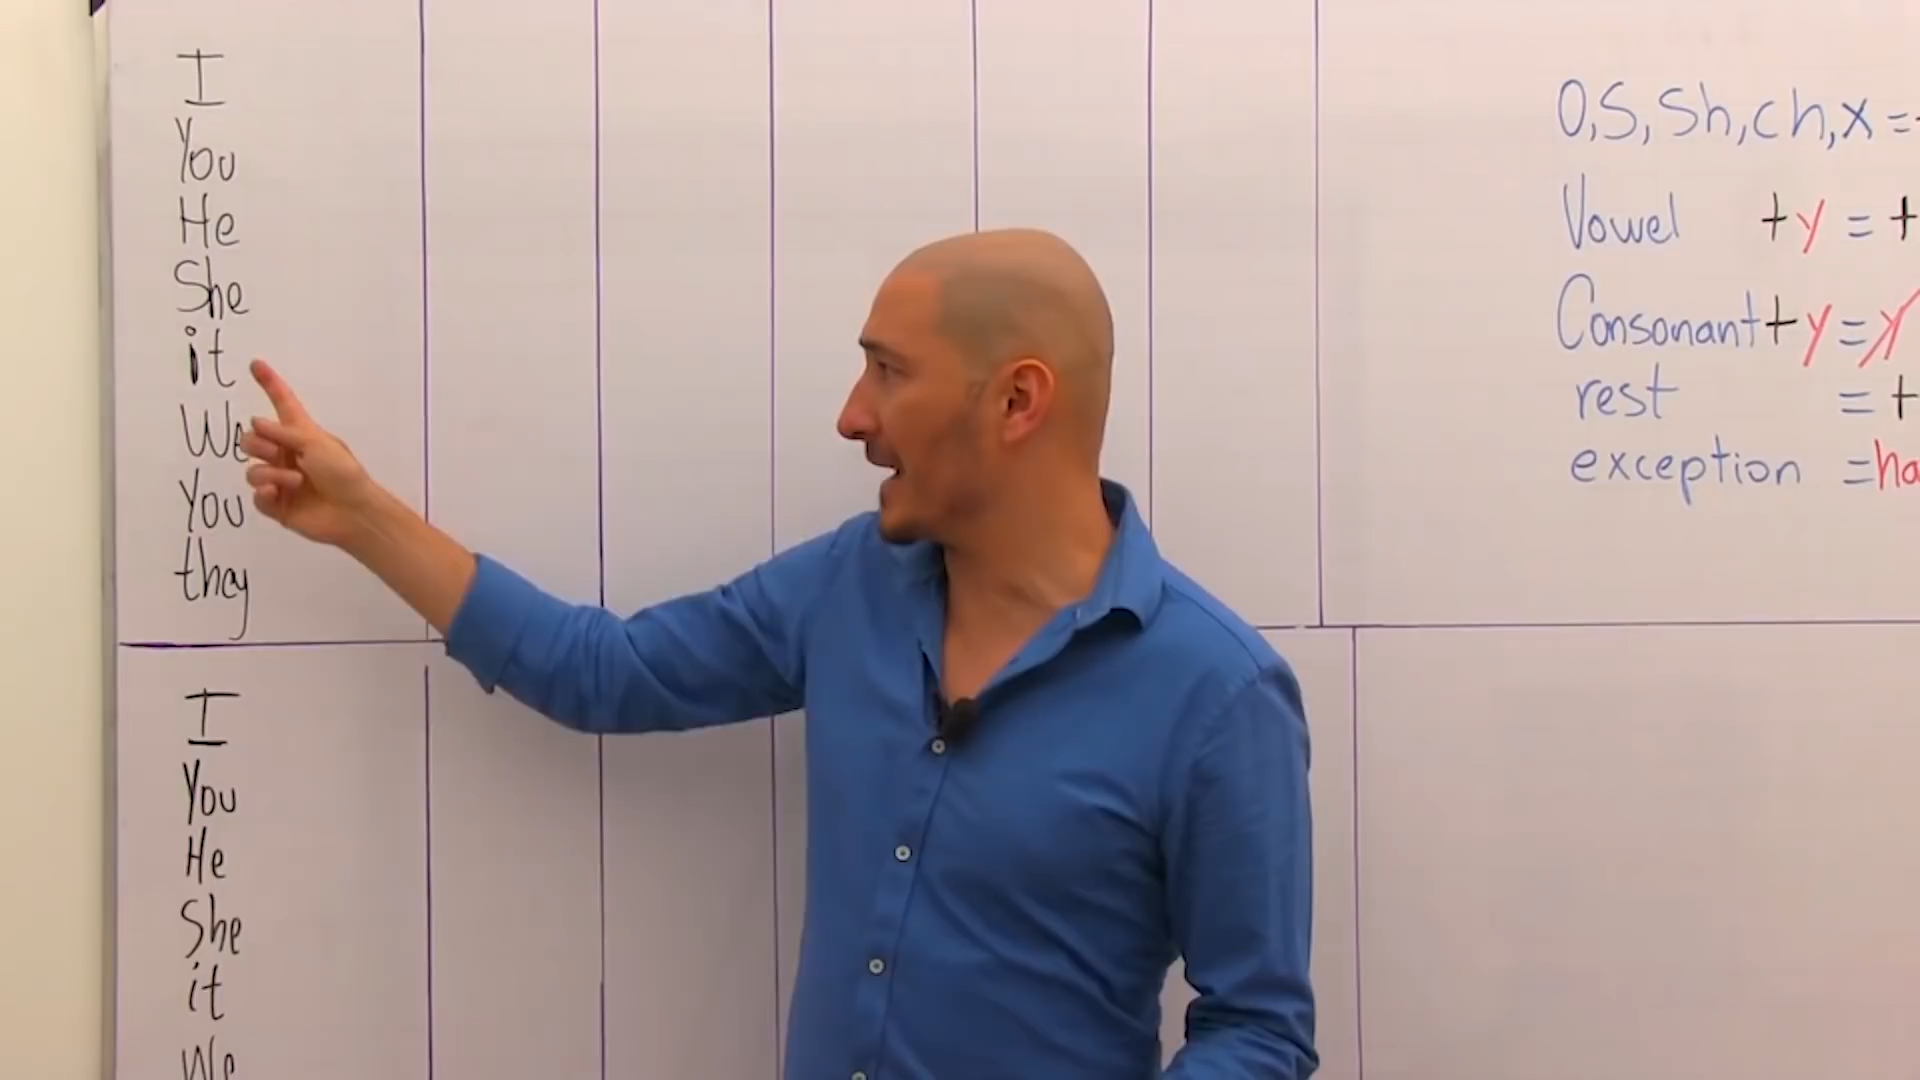 I
You
He
She
it
We
You
they
I
You
He
She
it
We
O, S, Sh, ch, x =
Vowel + y = +
Consonant + y = y
rest = +
exception = ha